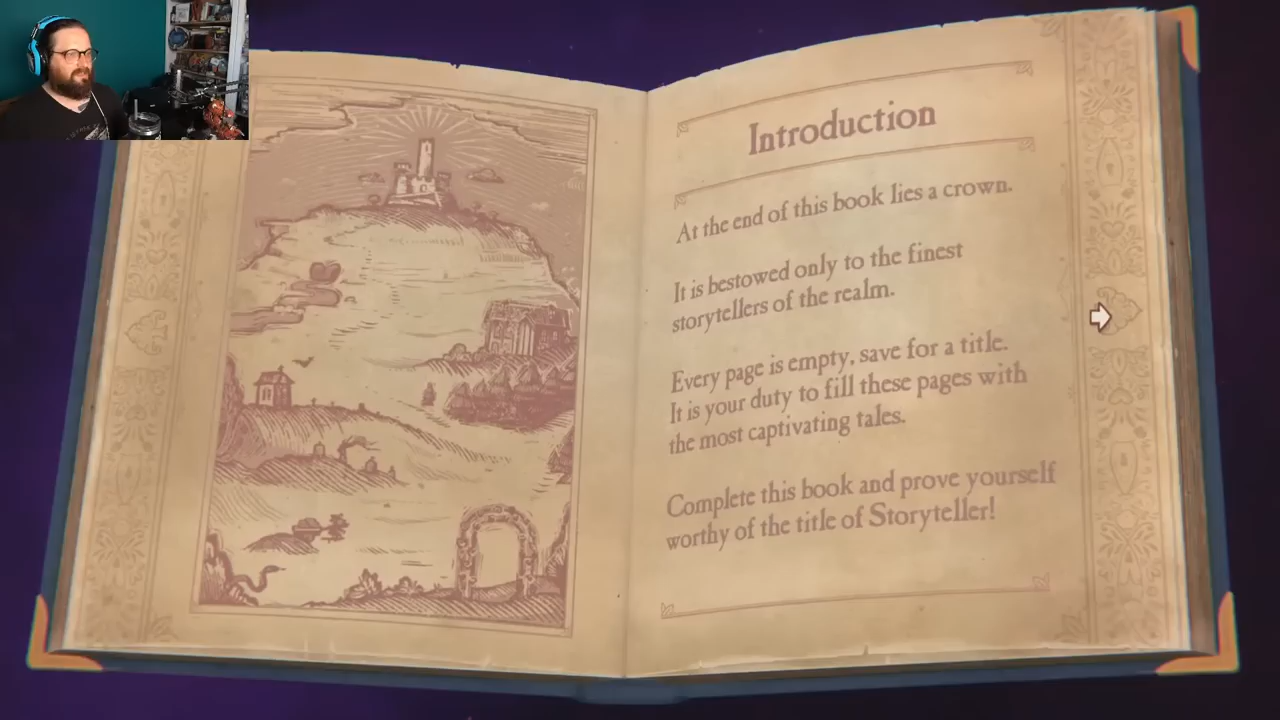 Introduction
At the end of this book lies a crown.
It is bestowed only to the finest
storytellers of the realm.
Every page is empty, save for a title.
It is your duty to fill these pages with
the most captivating tales.
Complete this book and prove yourself
worthy of the title of Storyteller!